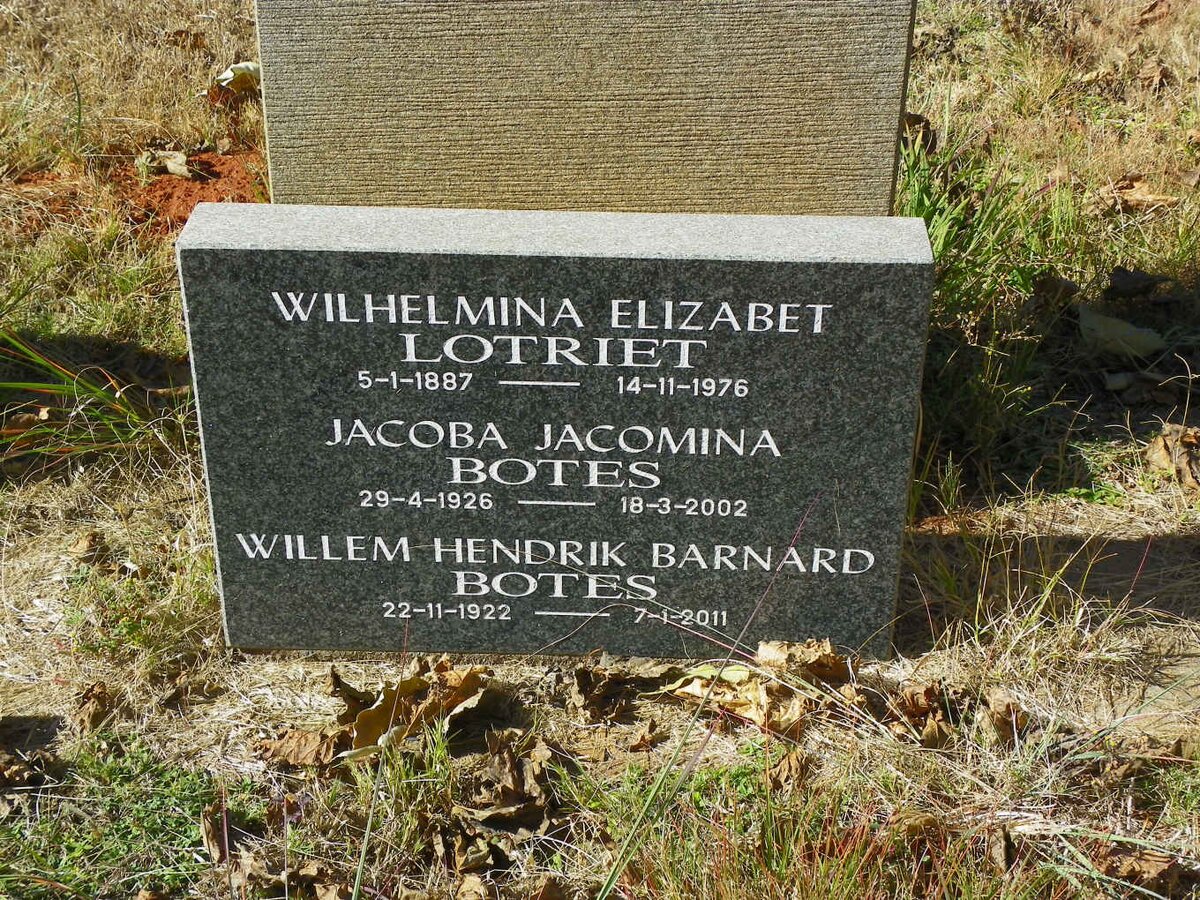 WILHELMINA ELIZABET
LOTRIET
5-1-1887 — 14-11-1976
JACOBA JACOMINA
BOTES
29-4-1926 — 18-3-2002
WILLEM HENDRIK BARNARD
BOTES
22-11-1922 — 7-1-2011